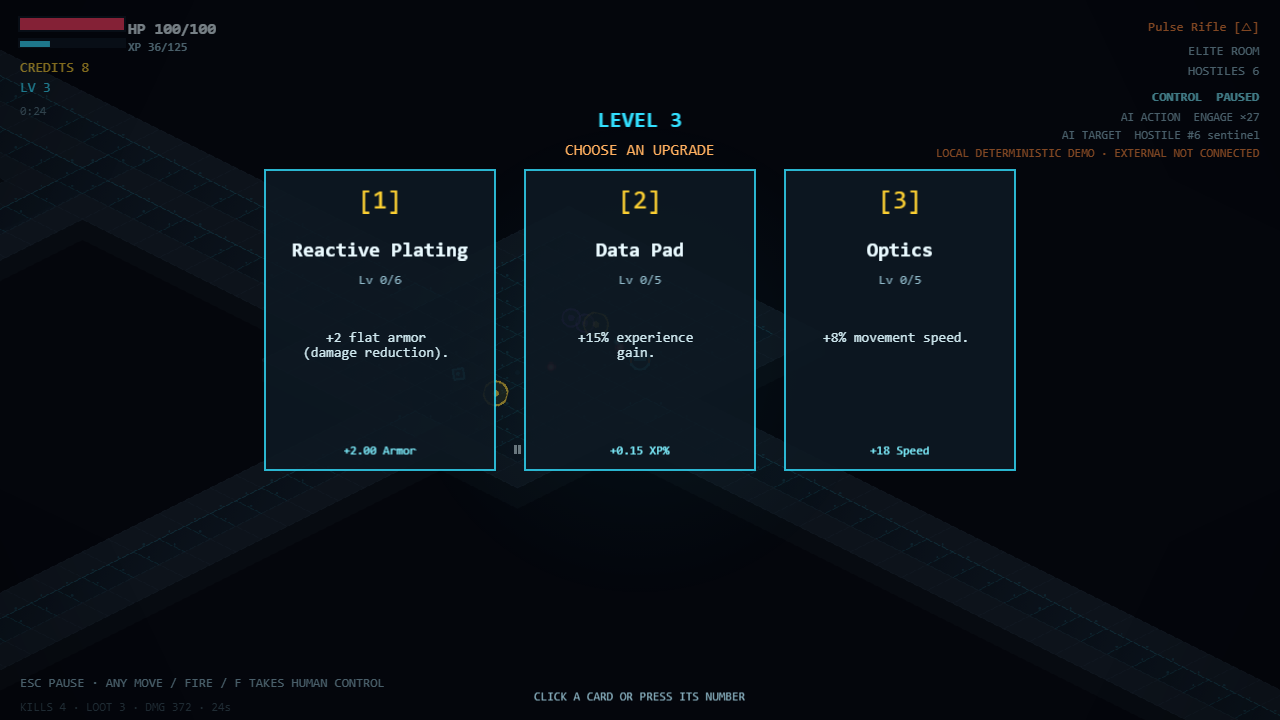 HP 100/100
XP 36/125
CREDITS 8
LV 3
0:24
Pulse Rifle [△]
ELITE ROOM
HOSTILES 6
CONTROL PAUSED
AI ACTION ENGAGE ×27
AI TARGET HOSTILE #6 sentinel
LOCAL DETERMINISTIC DEMO · EXTERNAL NOT CONNECTED
LEVEL 3
CHOOSE AN UPGRADE
[1]
Reactive Plating
Lv 0/6
+2 flat armor
(damage reduction).
+2.00 Armor
[2]
Data Pad
Lv 0/5
+15% experience
gain.
+0.15 XP%
[3]
Optics
Lv 0/5
+8% movement speed.
+18 Speed
ESC PAUSE · ANY MOVE / FIRE / F TAKES HUMAN CONTROL
KILLS 4 · LOOT 3 · DMG 372 · 24s
CLICK A CARD OR PRESS ITS NUMBER